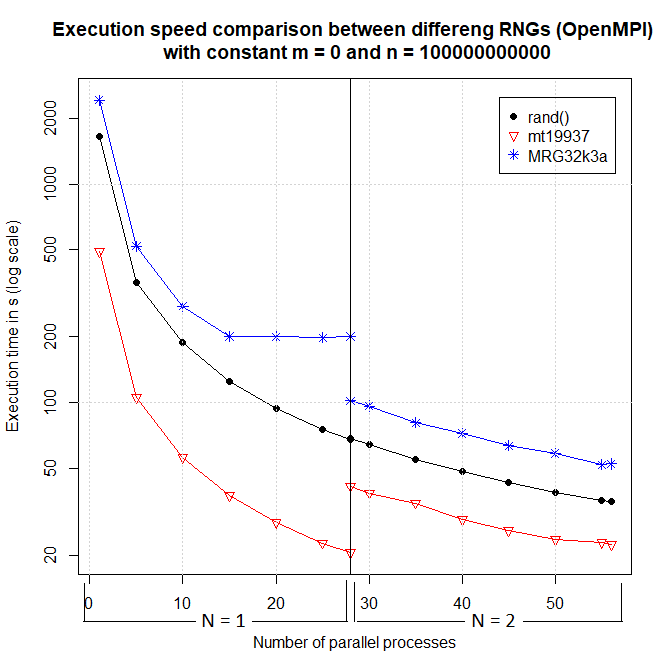 Execution speed comparison between differeng RNGs (OpenMPI)
with constant m = 0 and n = 100000000000
rand()
mt19937
MRG32k3a
Execution time in s (log scale)
2000
1000
500
200
100
50
20
0 10 20 30 40 50
N = 1 N = 2
Number of parallel processes